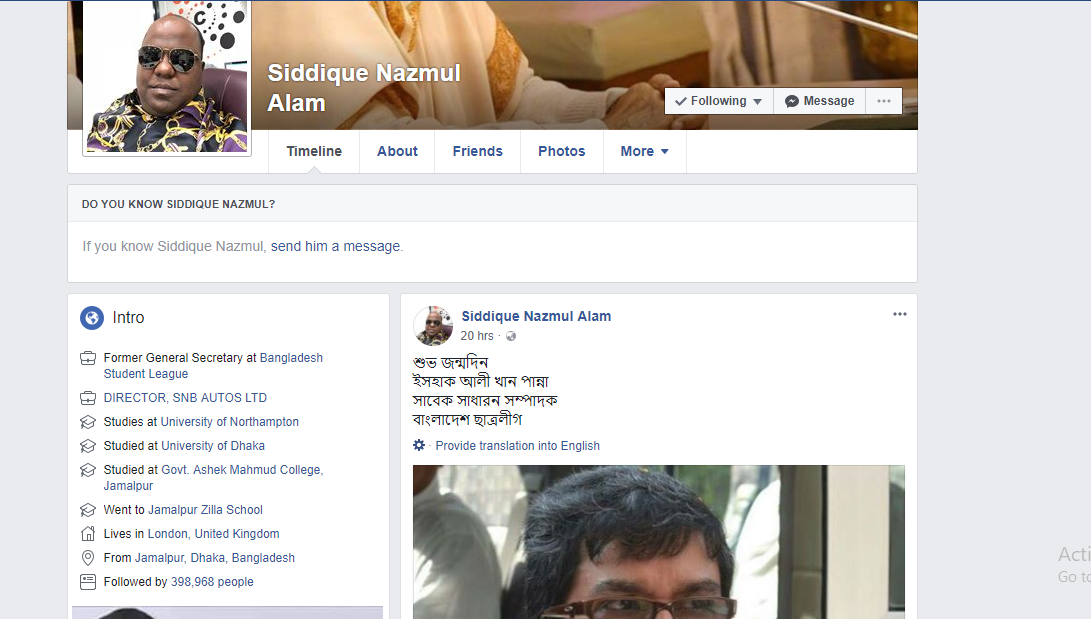 Siddique Nazmul
Alam
Following
Message
Timeline
About
Friends
Photos
More
DO YOU KNOW SIDDIQUE NAZMUL?
If you know Siddique Nazmul, send him a message.
Intro
Former General Secretary at Bangladesh
Student League
DIRECTOR, SNB AUTOS LTD
Studies at University of Northampton
Studied at University of Dhaka
Studied at Govt. Ashek Mahmud College,
Jamalpur
Went to Jamalpur Zilla School
Lives in London, United Kingdom
From Jamalpur, Dhaka, Bangladesh
Followed by 398,968 people
Siddique Nazmul Alam
20 hrs ·
শুভ জন্মদিন
ইসহাক আলী খান পান্না
সাবেক সাধারন সম্পাদক
বাংলাদেশ ছাত্রলীগ
· Provide translation into English
Acti
Go to